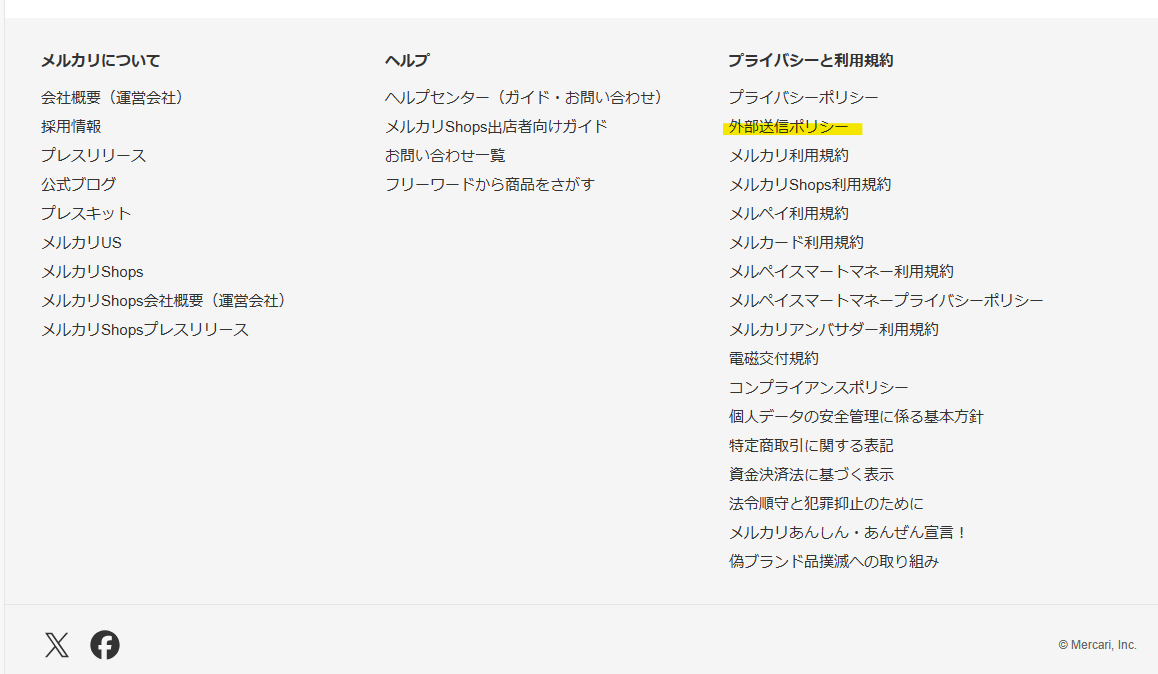 メルカリについて
会社概要（運営会社）
採用情報
プレスリリース
公式ブログ
プレスキット
メルカリUS
メルカリShops
メルカリShops会社概要（運営会社）
メルカリShopsプレスリリース
ヘルプ
ヘルプセンター（ガイド・お問い合わせ）
メルカリShops出店者向けガイド
お問い合わせ一覧
フリーワードから商品をさがす
プライバシーと利用規約
プライバシーポリシー
外部送信ポリシー
メルカリ利用規約
メルカリShops利用規約
メルペイ利用規約
メルカード利用規約
メルペイスマートマネー利用規約
メルペイスマートマネープライバシーポリシー
メルカリアンバサダー利用規約
電磁交付規約
コンプライアンスポリシー
個人データの安全管理に係る基本方針
特定商取引に関する表記
資金決済法に基づく表示
法令順守と犯罪抑止のために
メルカリあんしん・あんぜん宣言！
偽ブランド品撲滅への取り組み
© Mercari, Inc.